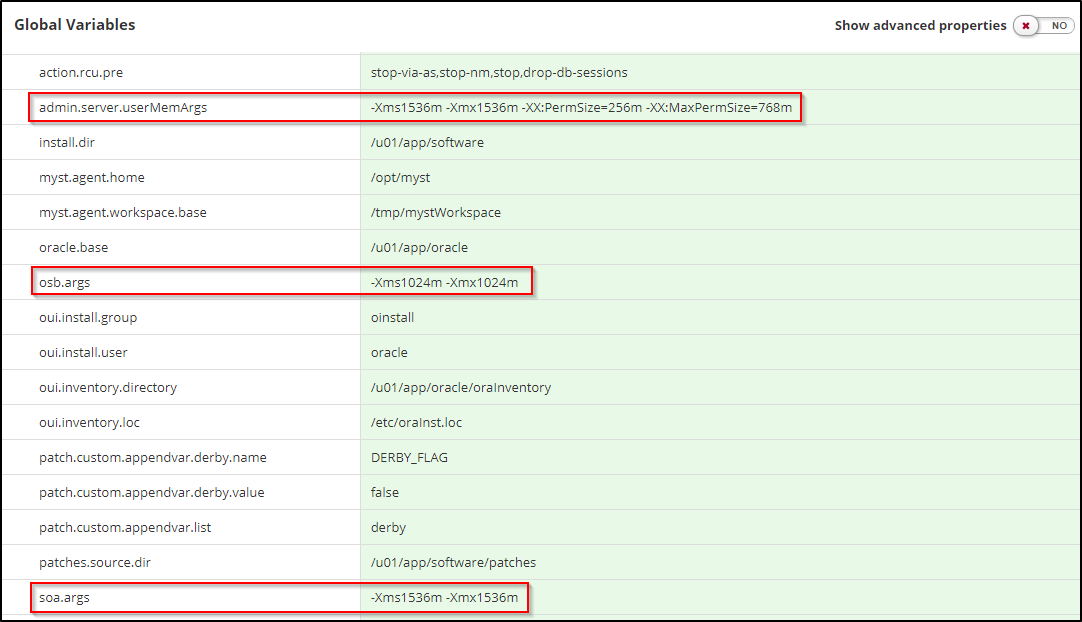 Global Variables Show advanced properties NO
action.rcu.pre stop-via-as,stop-nm,stop,drop-db-sessions
admin.server.userMemArgs -Xms1536m -Xmx1536m -XX:PermSize=256m -XX:MaxPermSize=768m
install.dir /u01/app/software
myst.agent.home /opt/myst
myst.agent.workspace.base /tmp/mystWorkspace
oracle.base /u01/app/oracle
osb.args -Xms1024m -Xmx1024m
oui.install.group oinstall
oui.install.user oracle
oui.inventory.directory /u01/app/oracle/oraInventory
oui.inventory.loc /etc/oraInst.loc
patch.custom.appendvar.derby.name DERBY_FLAG
patch.custom.appendvar.derby.value false
patch.custom.appendvar.list derby
patches.source.dir /u01/app/software/patches
soa.args -Xms1536m -Xmx1536m